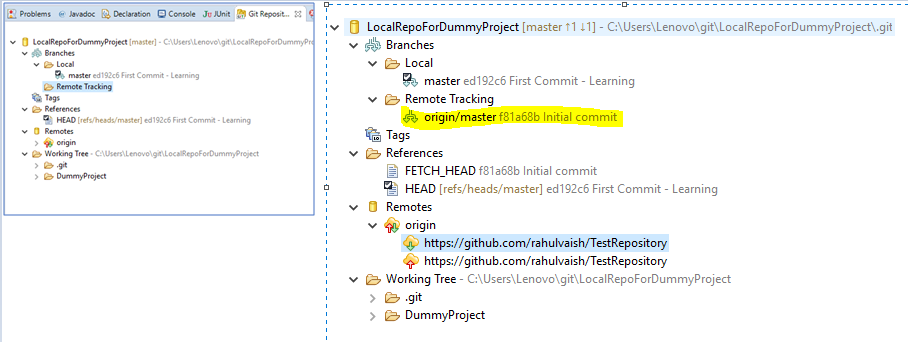 Problems @ Javadoc Declaration Console JUnit Git Reposit...
LocalRepoForDummyProject [master] - C:\Users\Lenovo\git\LocalRepoForDummyProj
Branches
Local
master ed192c6 First Commit - Learning
Remote Tracking
Tags
References
HEAD [refs/heads/master] ed192c6 First Commit - Learning
Remotes
origin
Working Tree - C:\Users\Lenovo\git\LocalRepoForDummyProject
.git
DummyProject
LocalRepoForDummyProject [master ↑1 ↓1] - C:\Users\Lenovo\git\LocalRepoForDummyProject\.git
Branches
Local
master ed192c6 First Commit - Learning
Remote Tracking
origin/master f81a68b Initial commit
Tags
References
FETCH_HEAD f81a68b Initial commit
HEAD [refs/heads/master] ed192c6 First Commit - Learning
Remotes
origin
https://github.com/rahulvaish/TestRepository
https://github.com/rahulvaish/TestRepository
Working Tree - C:\Users\Lenovo\git\LocalRepoForDummyProject
.git
DummyProject